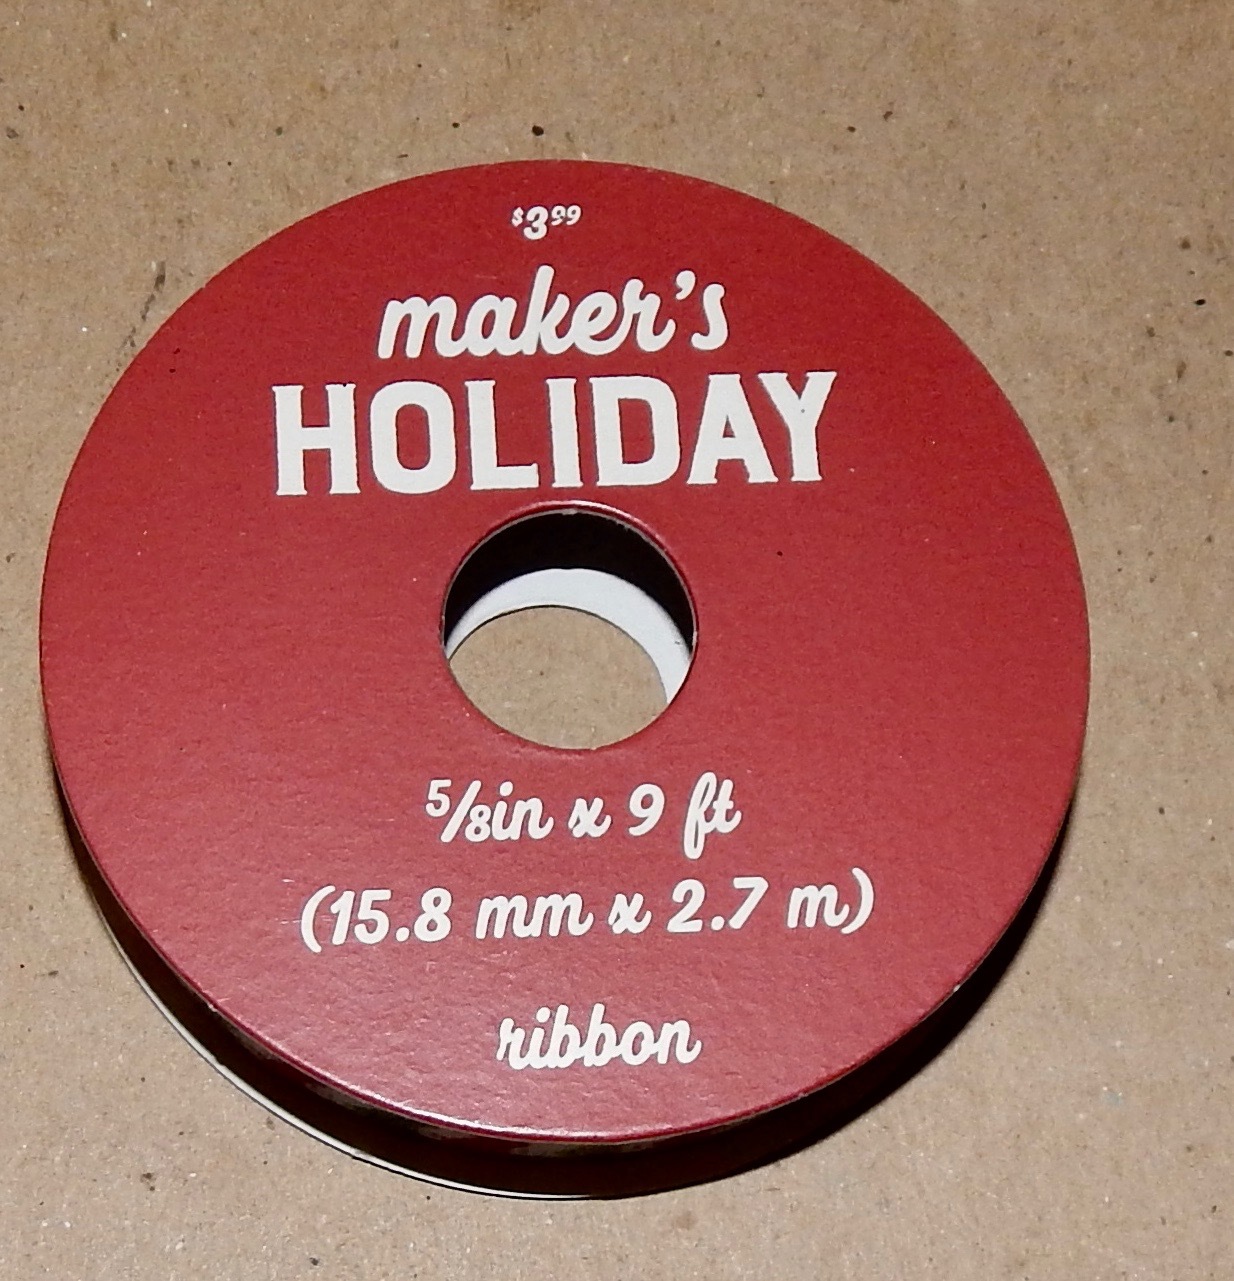 $3.99
maker's
HOLIDAY
5/8in x 9 ft
(15.8 mm x 2.7 m)
ribbon